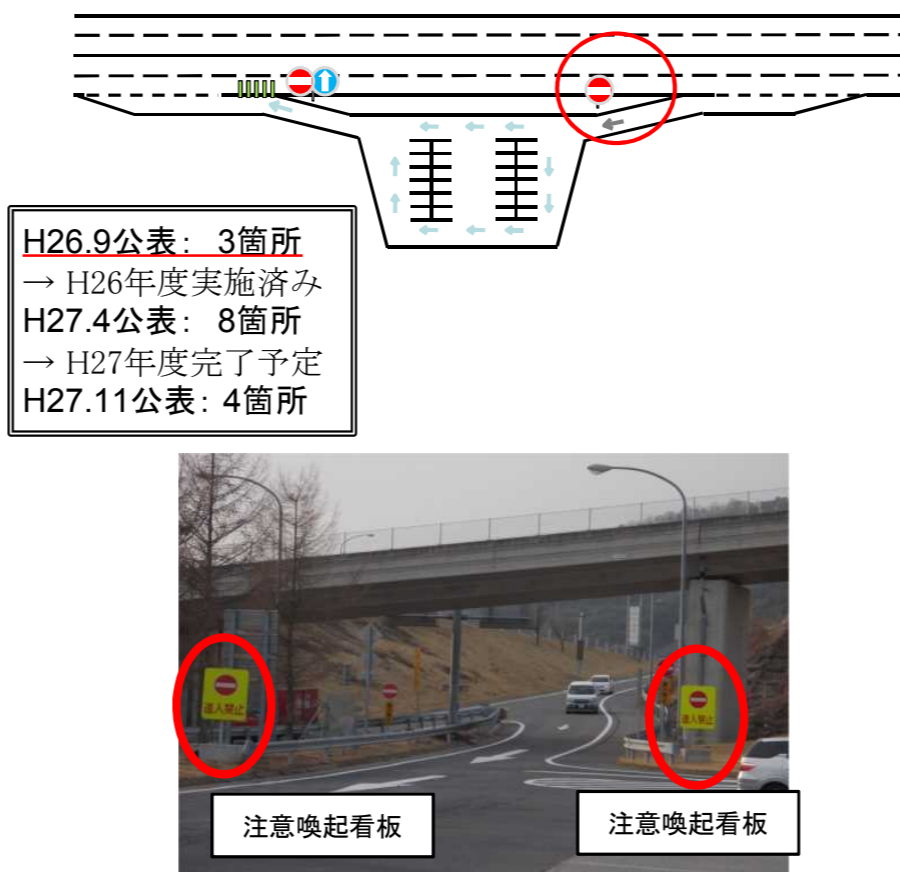 H26.9公表： 3箇所
→ H26年度実施済み
H27.4公表： 8箇所
→ H27年度完了予定
H27.11公表： 4箇所
進入禁止
進入禁止
注意喚起看板
注意喚起看板